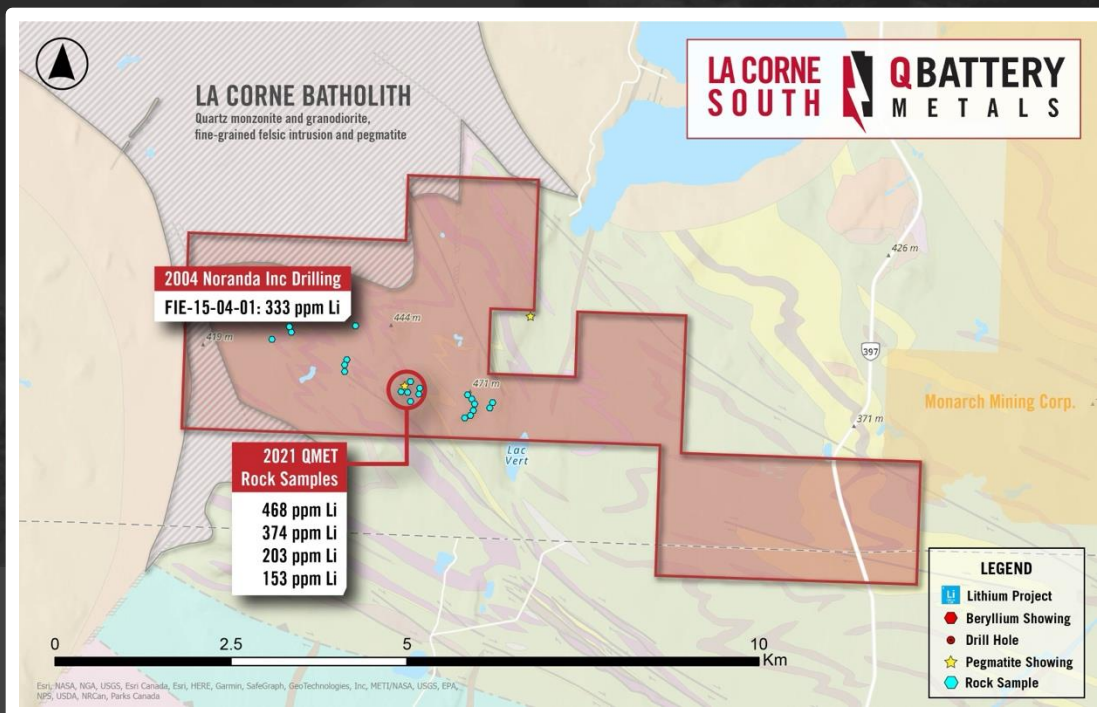 LA CORNE BATHOLITH
Quartz monzonite and granodiorite,
fine-grained felsic intrusion and pegmatite
LA CORNE
SOUTH
QBATTERY
METALS
426 m
2004 Noranda Inc Drilling
FIE-15-04-01: 333 ppm Li
444 m
419 m
397
471 m
371 m
Monarch Mining Corp.
Lac
Vert
2021 QMET
Rock Samples
468 ppm Li
374 ppm Li
203 ppm Li
153 ppm Li
LEGEND
Li
Lithium Project
Beryllium Showing
Drill Hole
Pegmatite Showing
Rock Sample
0 2.5 5 10
Km
Esri, NASA, NGA, USGS, Esri Canada, Esri, HERE, Garmin, SafeGraph, GeoTechnologies, Inc, METI/NASA, USGS, EPA,
NPS, USDA, NRCan, Parks Canada